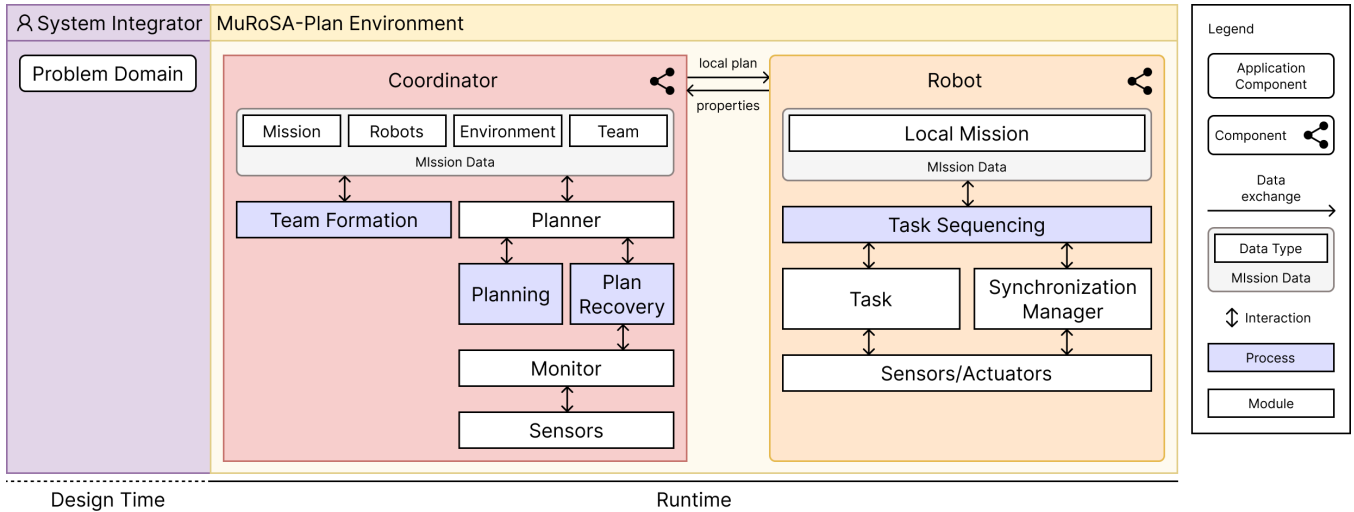 System Integrator
MuRoSA-Plan Environment
Problem Domain
Coordinator
Mission
Robots
Environment
Team
MIssion Data
Team Formation
Planner
Planning
Plan
Recovery
Monitor
Sensors
local plan
properties
Robot
Local Mission
MIssion Data
Task Sequencing
Task
Synchronization
Manager
Sensors/Actuators
Design Time
Runtime
Legend
Application
Component
Component
Data
exchange
Data Type
MIssion Data
Interaction
Process
Module